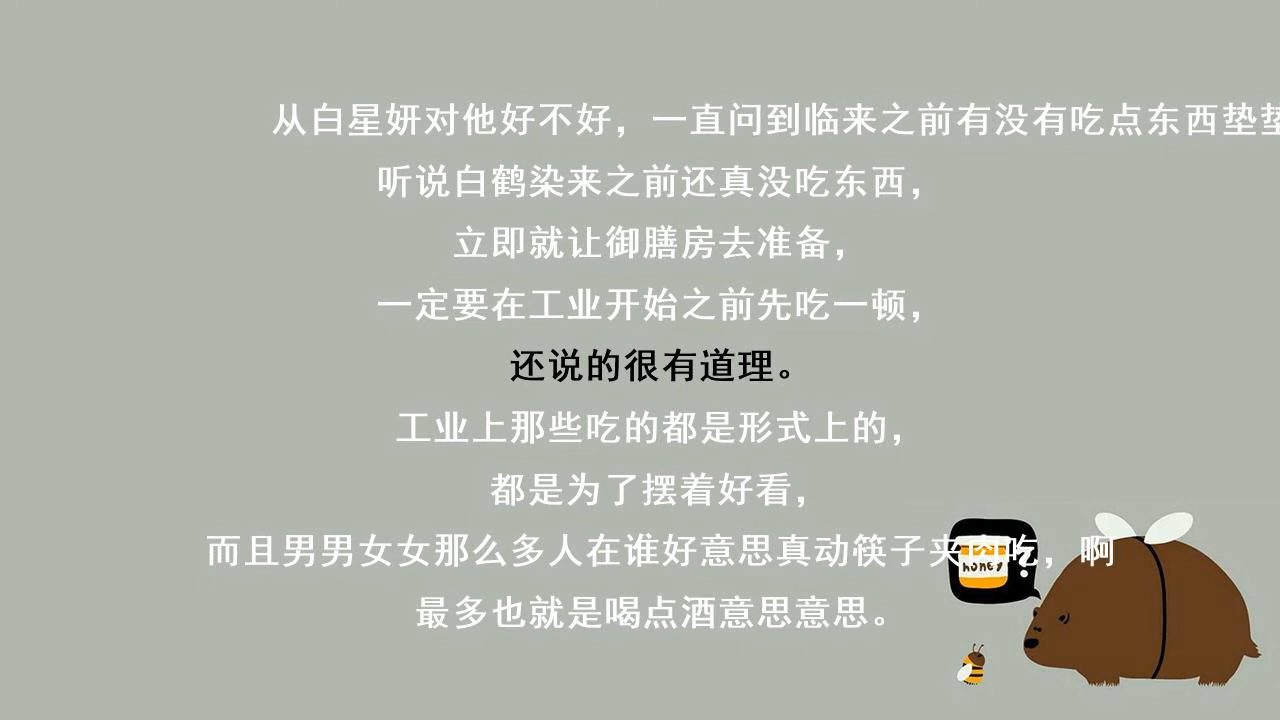 从白星妍对他好不好，一直问到临来之前有没有吃点东西垫垫
听说白鹤染来之前还真没吃东西，
立即就让御膳房去准备，
一定要在工业开始之前先吃一顿，
还说的很有道理。
工业上那些吃的都是形式上的，
都是为了摆着好看，
而且男男女女那么多人在谁好意思真动筷子夹肉吃，啊
honey?
最多也就是喝点酒意思意思。